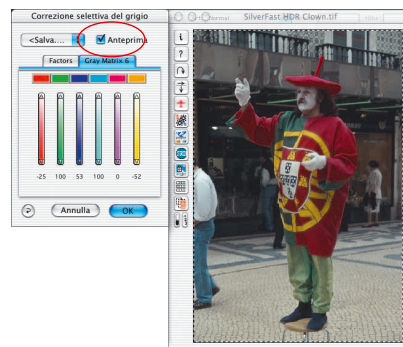 Correzione selettiva del grigio
<Salva....
Anteprima
Factors
Gray Matrix 6
-25 100 53 100 0 -52
Annulla
OK
Normal
SilverFast HDR Clown.tif